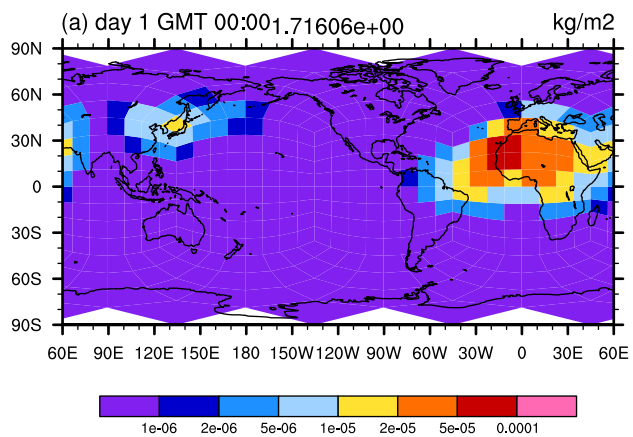 (a) day 1 GMT 00:00 1.71606e+00 kg/m2
90N
60N
30N
0
30S
60S
90S
60E 90E 120E 150E 180 150W 120W 90W 60W 30W 0 30E 60E
1e-06 2e-06 5e-06 1e-05 2e-05 5e-05 0.0001